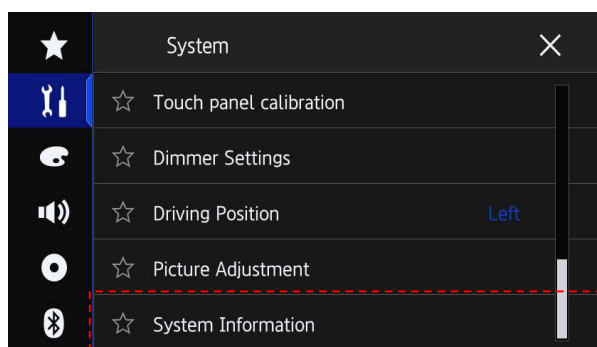 System
Touch panel calibration
Dimmer Settings
Driving Position Left
Picture Adjustment
System Information